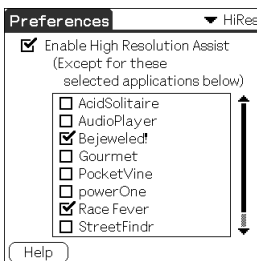 Preferences HiRes
Enable High Resolution Assist
(Except for these
selected applications below)
AcidSolitaire
AudioPlayer
Bejeweled!
Gourmet
PocketVine
powerOne
Race Fever
StreetFindr
Help